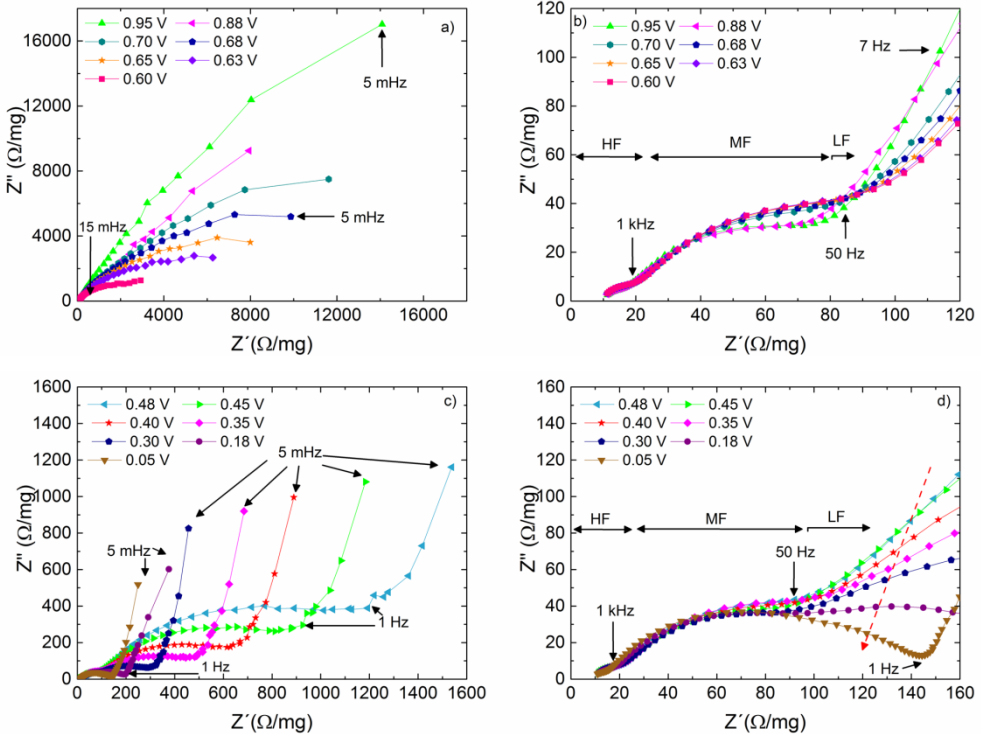 a)
0.95 V 0.88 V
0.70 V 0.68 V
0.65 V 0.63 V
0.60 V
5 mHz
5 mHz
15 mHz
16000
12000
8000
4000
0
0 4000 8000 12000 16000
Z'' (Ω/mg)
Z´(Ω/mg)
b)
0.95 V 0.88 V
0.70 V 0.68 V
0.65 V 0.63 V
0.60 V
7 Hz
HF MF LF
1 kHz
50 Hz
120
100
80
60
40
20
0
0 20 40 60 80 100 120
Z'' (Ω/mg)
Z´(Ω/mg)
c)
0.48 V 0.45 V
0.40 V 0.35 V
0.30 V 0.18 V
0.05 V
5 mHz
5 mHz
1 Hz
1 Hz
1600
1400
1200
1000
800
600
400
200
0
0 200 400 600 800 1000 1200 1400 1600
Z'' (Ω/mg)
Z´(Ω/mg)
d)
0.48 V 0.45 V
0.40 V 0.35 V
0.30 V 0.18 V
0.05 V
HF MF LF
50 Hz
1 kHz
1 Hz
160
140
120
100
80
60
40
20
0
0 20 40 60 80 100 120 140 160
Z'' (Ω/mg)
Z´(Ω/mg)